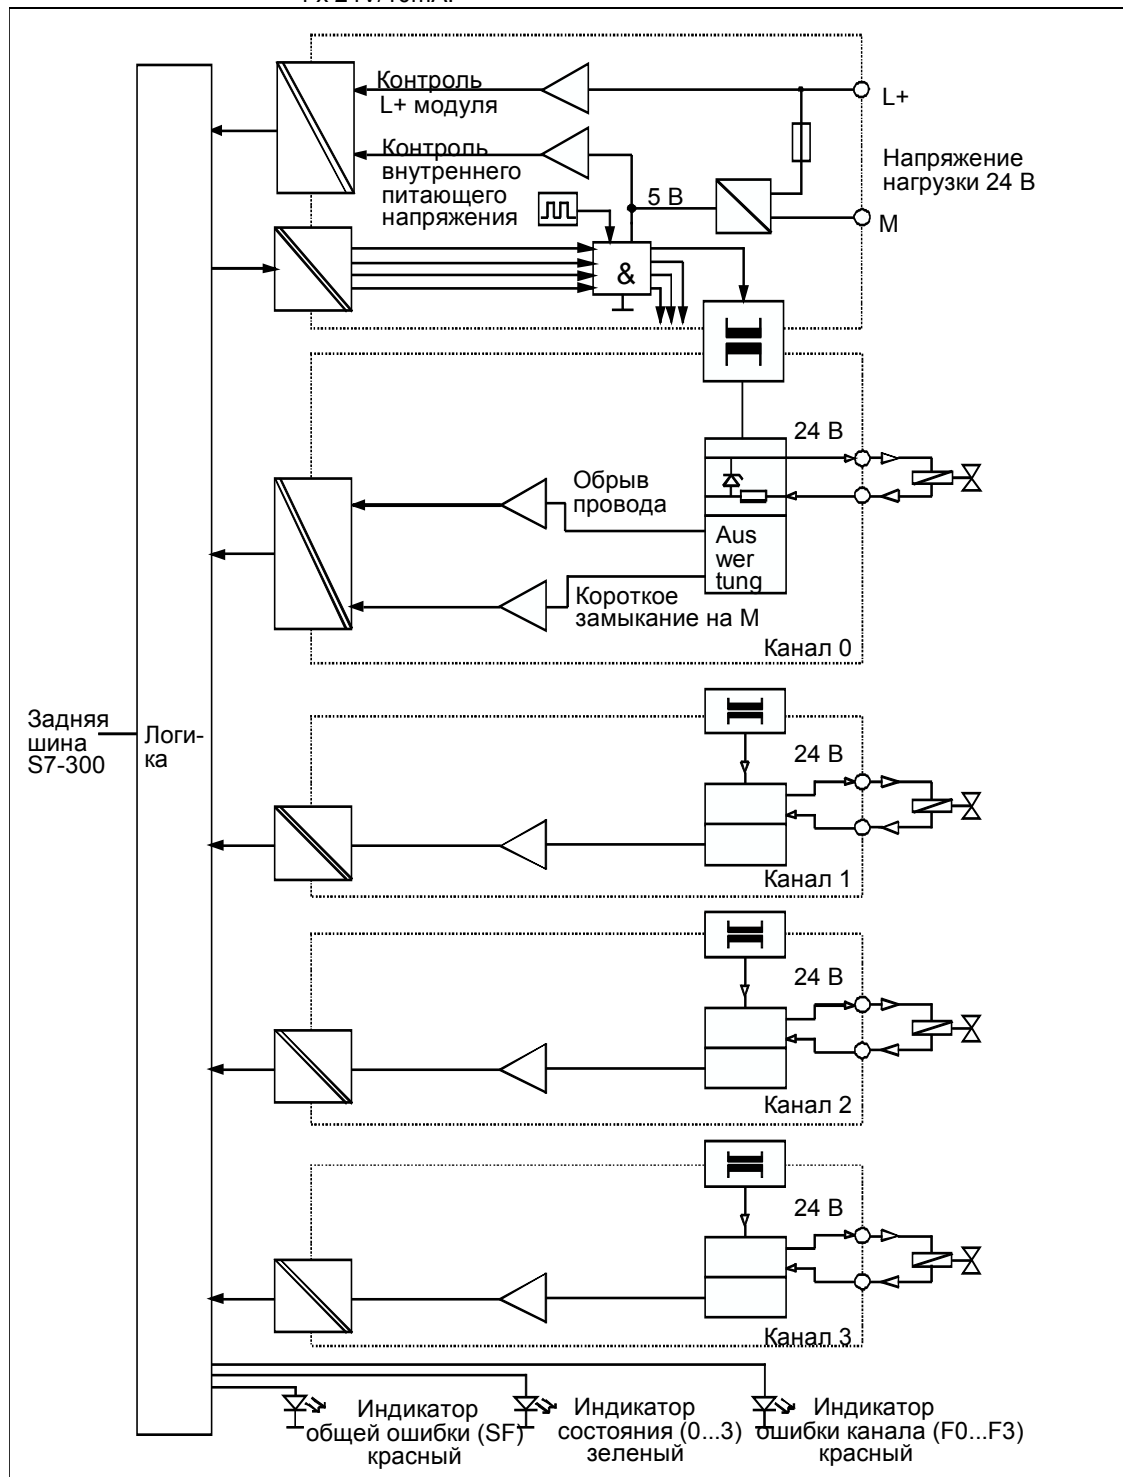 Контроль
L+ модуля
L+
Контроль
внутреннего
питающего
напряжения
5 В
Напряжение
нагрузки 24 В
M
&
24 В
Обрыв
провода
Aus
wer
tung
Короткое
замыкание на M
Канал 0
Задняя
шина
S7-300
Логи-
ка
24 В
Канал 1
24 В
Канал 2
24 В
Канал 3
Индикатор
общей ошибки (SF)
красный
Индикатор
состояния (0...3)
зеленый
Индикатор
ошибки канала (F0...F3)
красный